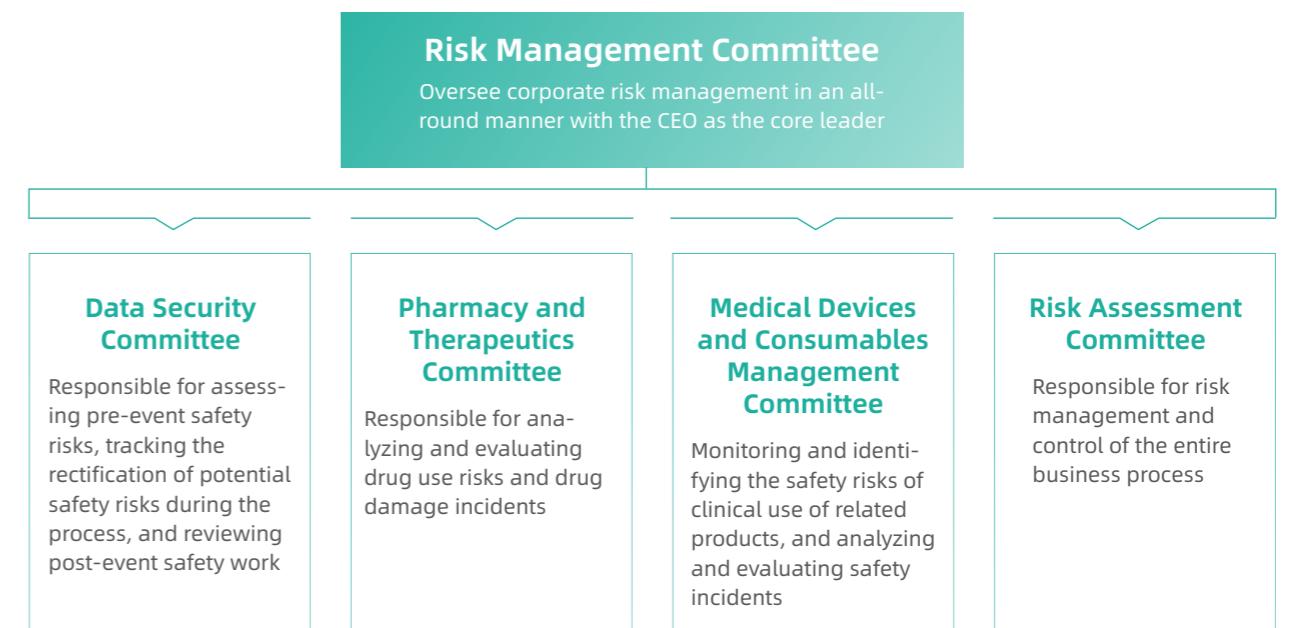 Risk Management Committee
Oversee corporate risk management in an all-
round manner with the CEO as the core leader
Data Security
Committee
Responsible for assess-
ing pre-event safety
risks, tracking the
rectification of potential
safety risks during the
process, and reviewing
post-event safety work
Pharmacy and
Therapeutics
Committee
Responsible for ana-
lyzing and evaluating
drug use risks and drug
damage incidents
Medical Devices
and Consumables
Management
Committee
Monitoring and identi-
fying the safety risks of
clinical use of related
products, and analyzing
and evaluating safety
incidents
Risk Assessment
Committee
Responsible for risk
management and
control of the entire
business process